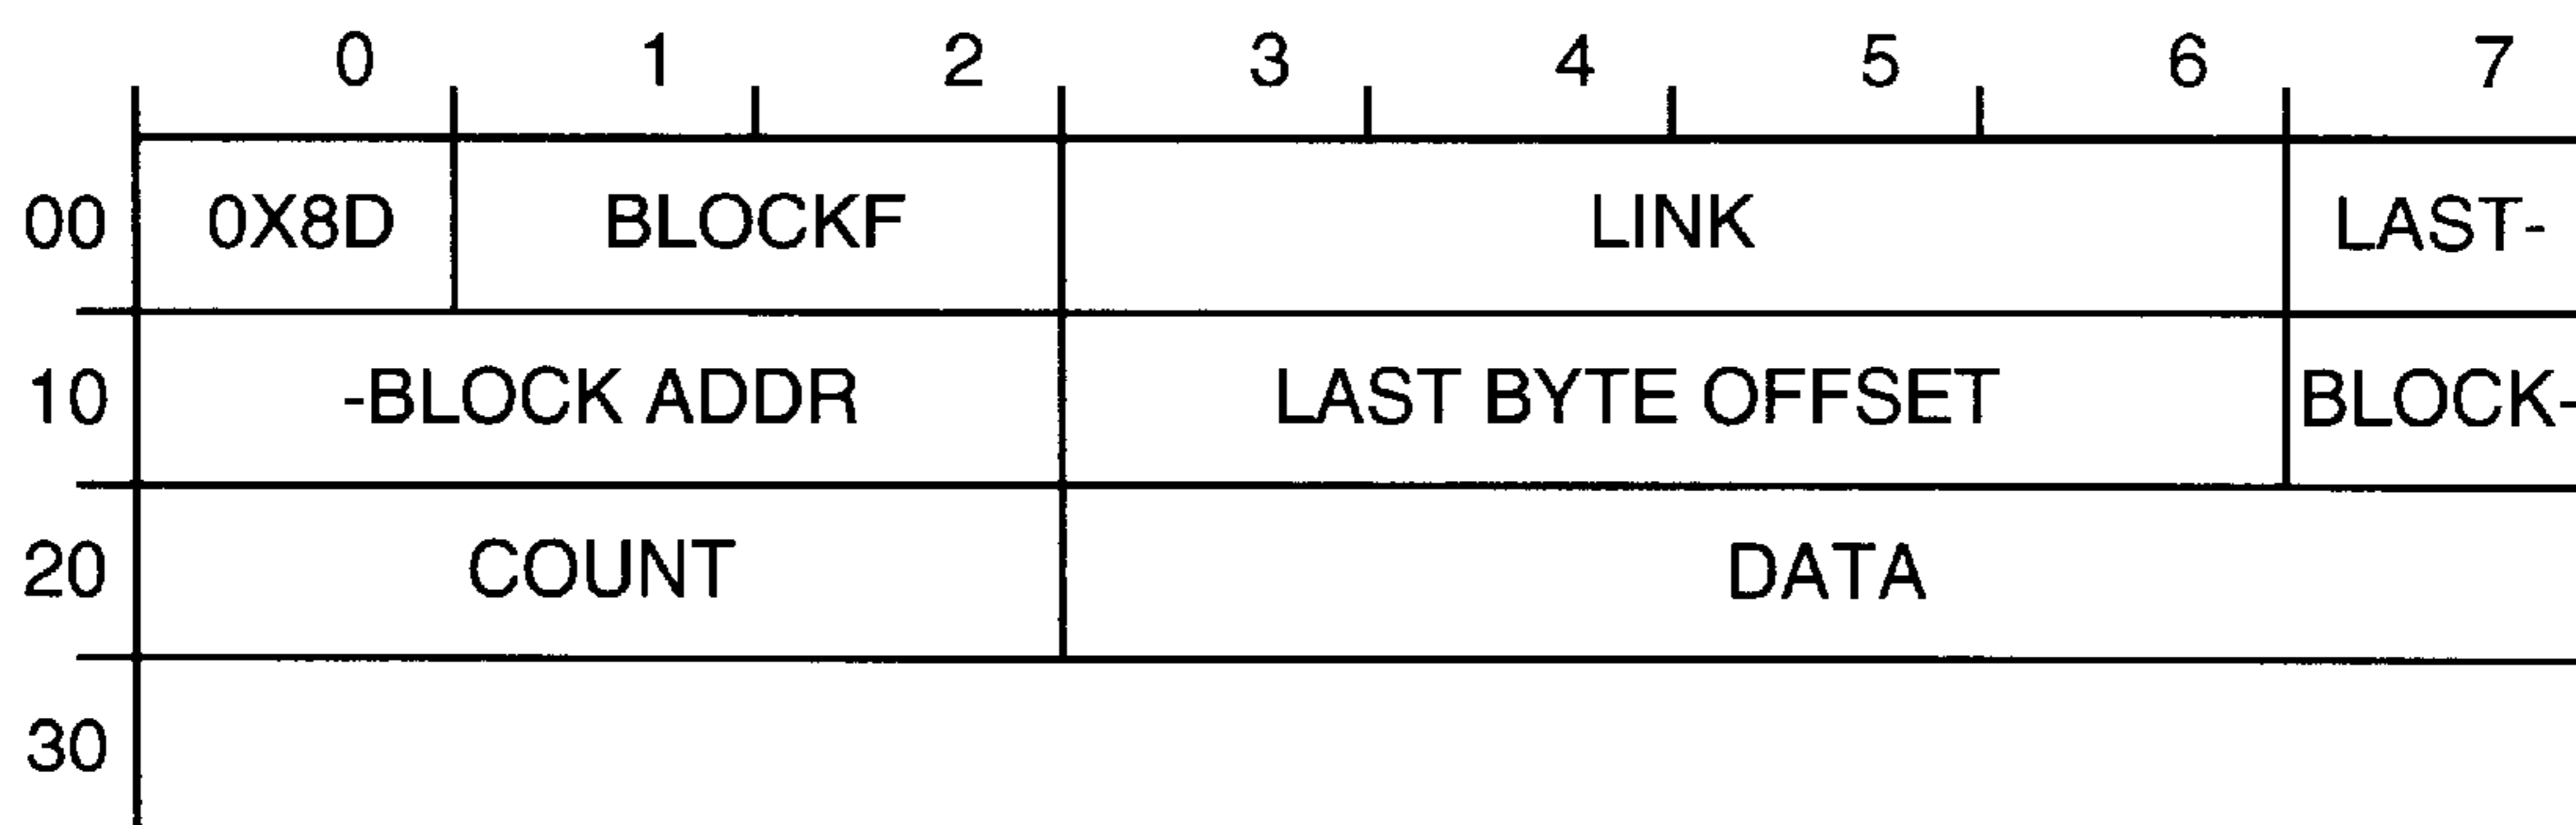 0 1 2 3 4 5 6 7
00 0X8D BLOCKF LINK LAST-
10 -BLOCK ADDR LAST BYTE OFFSET BLOCK-
20 COUNT DATA
30